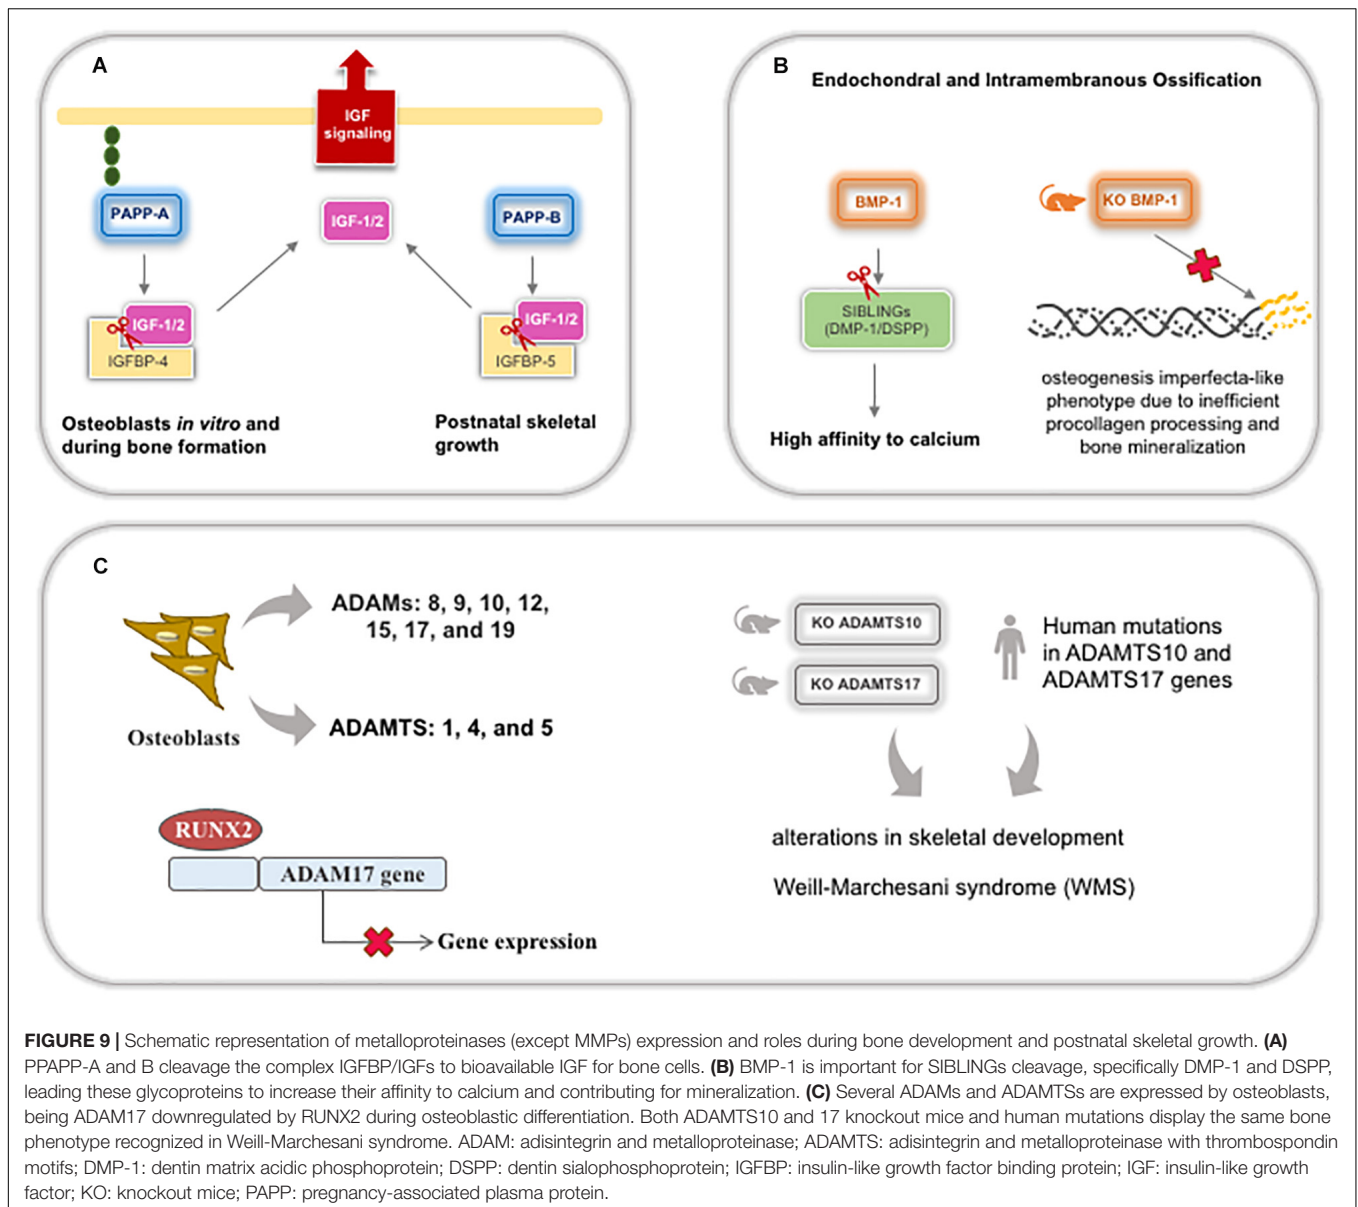 A
IGF
signaling
PAPP-A
IGF-1/2
PAPP-B
IGF-1/2
IGFBP-4
IGF-1/2
IGFBP-5
Osteoblasts in vitro and
during bone formation
Postnatal skeletal
growth
B
Endochondral and Intramembranous Ossification
BMP-1
KO BMP-1
SIBLINGs
(DMP-1/DSPP)
High affinity to calcium
osteogenesis imperfecta-like
phenotype due to inefficient
procollagen processing and
bone mineralization
C
Osteoblasts
ADAMs: 8, 9, 10, 12,
15, 17, and 19
ADAMTS: 1, 4, and 5
RUNX2
ADAM17 gene
Gene expression
KO ADAMTS10
KO ADAMTS17
Human mutations
in ADAMTS10 and
ADAMTS17 genes
alterations in skeletal development
Weill-Marchesani syndrome (WMS)
FIGURE 9 | Schematic representation of metalloproteinases (except MMPs) expression and roles during bone development and postnatal skeletal growth. (A)
PPAPP-A and B cleavage the complex IGFBP/IGFs to bioavailable IGF for bone cells. (B) BMP-1 is important for SIBLINGs cleavage, specifically DMP-1 and DSPP,
leading these glycoproteins to increase their affinity to calcium and contributing for mineralization. (C) Several ADAMs and ADAMTSs are expressed by osteoblasts,
being ADAM17 downregulated by RUNX2 during osteoblastic differentiation. Both ADAMTS10 and 17 knockout mice and human mutations display the same bone
phenotype recognized in Weill-Marchesani syndrome. ADAM: adisintegrin and metalloproteinase; ADAMTS: adisintegrin and metalloproteinase with thrombospondin
motifs; DMP-1: dentin matrix acidic phosphoprotein; DSPP: dentin sialophosphoprotein; IGFBP: insulin-like growth factor binding protein; IGF: insulin-like growth
factor; KO: knockout mice; PAPP: pregnancy-associated plasma protein.